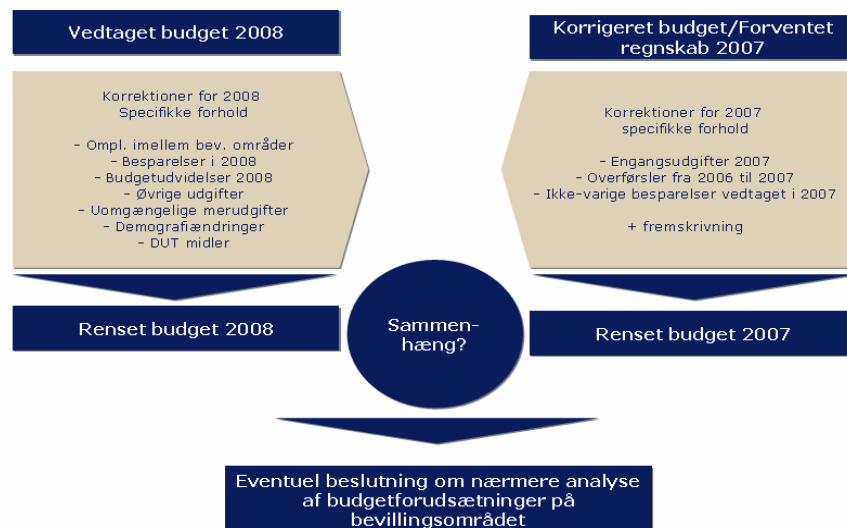 Vedtaget budget 2008
Korrektioner for 2008
Specifikke forhold
- Ompl. imellem bev. områder
- Besparelser i 2008
- Budgetudvidelser 2008
- Øvrige udgifter
- Uomgængelige merudgifter
- Demografiændringer
- DUT midler
Renset budget 2008
Korrigeret budget/Forventet
regnskab 2007
Korrektioner for 2007
specifikke forhold
- Engangsudgifter 2007
- Overførsler fra 2006 til 2007
- Ikke-varige besparelser vedtaget i 2007
+ fremskrivning
Renset budget 2007
Sammen-
hæng?
Eventuel beslutning om nærmere analyse
af budgetforudsætninger på
bevillingsområdet